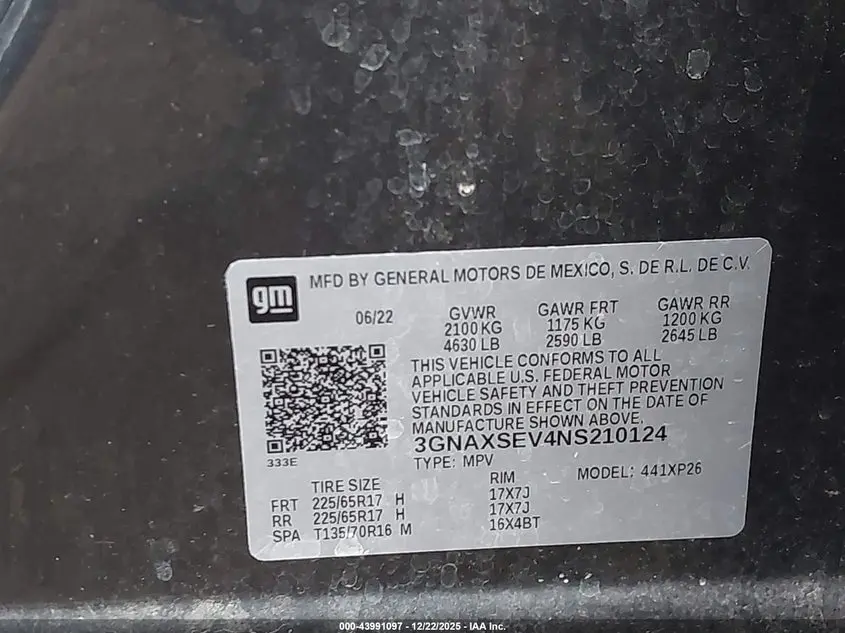 gm
MFD BY GENERAL MOTORS DE MEXICO, S. DE R.L. DE C.V.
06/22 GVWR GAWR FRT GAWR RR
2100 KG 1175 KG 1200 KG
4630 LB 2590 LB 2645 LB
THIS VEHICLE CONFORMS TO ALL
APPLICABLE U.S. FEDERAL MOTOR
VEHICLE SAFETY AND THEFT PREVENTION
STANDARDS IN EFFECT ON THE DATE OF
MANUFACTURE SHOWN ABOVE.
3GNAXSEV4NS210124
333E
TYPE: MPV MODEL: 441XP26
TIRE SIZE RIM
FRT 225/65R17 H 17X7J
RR 225/65R17 H 17X7J
SPA T135/70R16 M 16X4BT
000-43991097 - 12/22/2025 - IAA Inc.